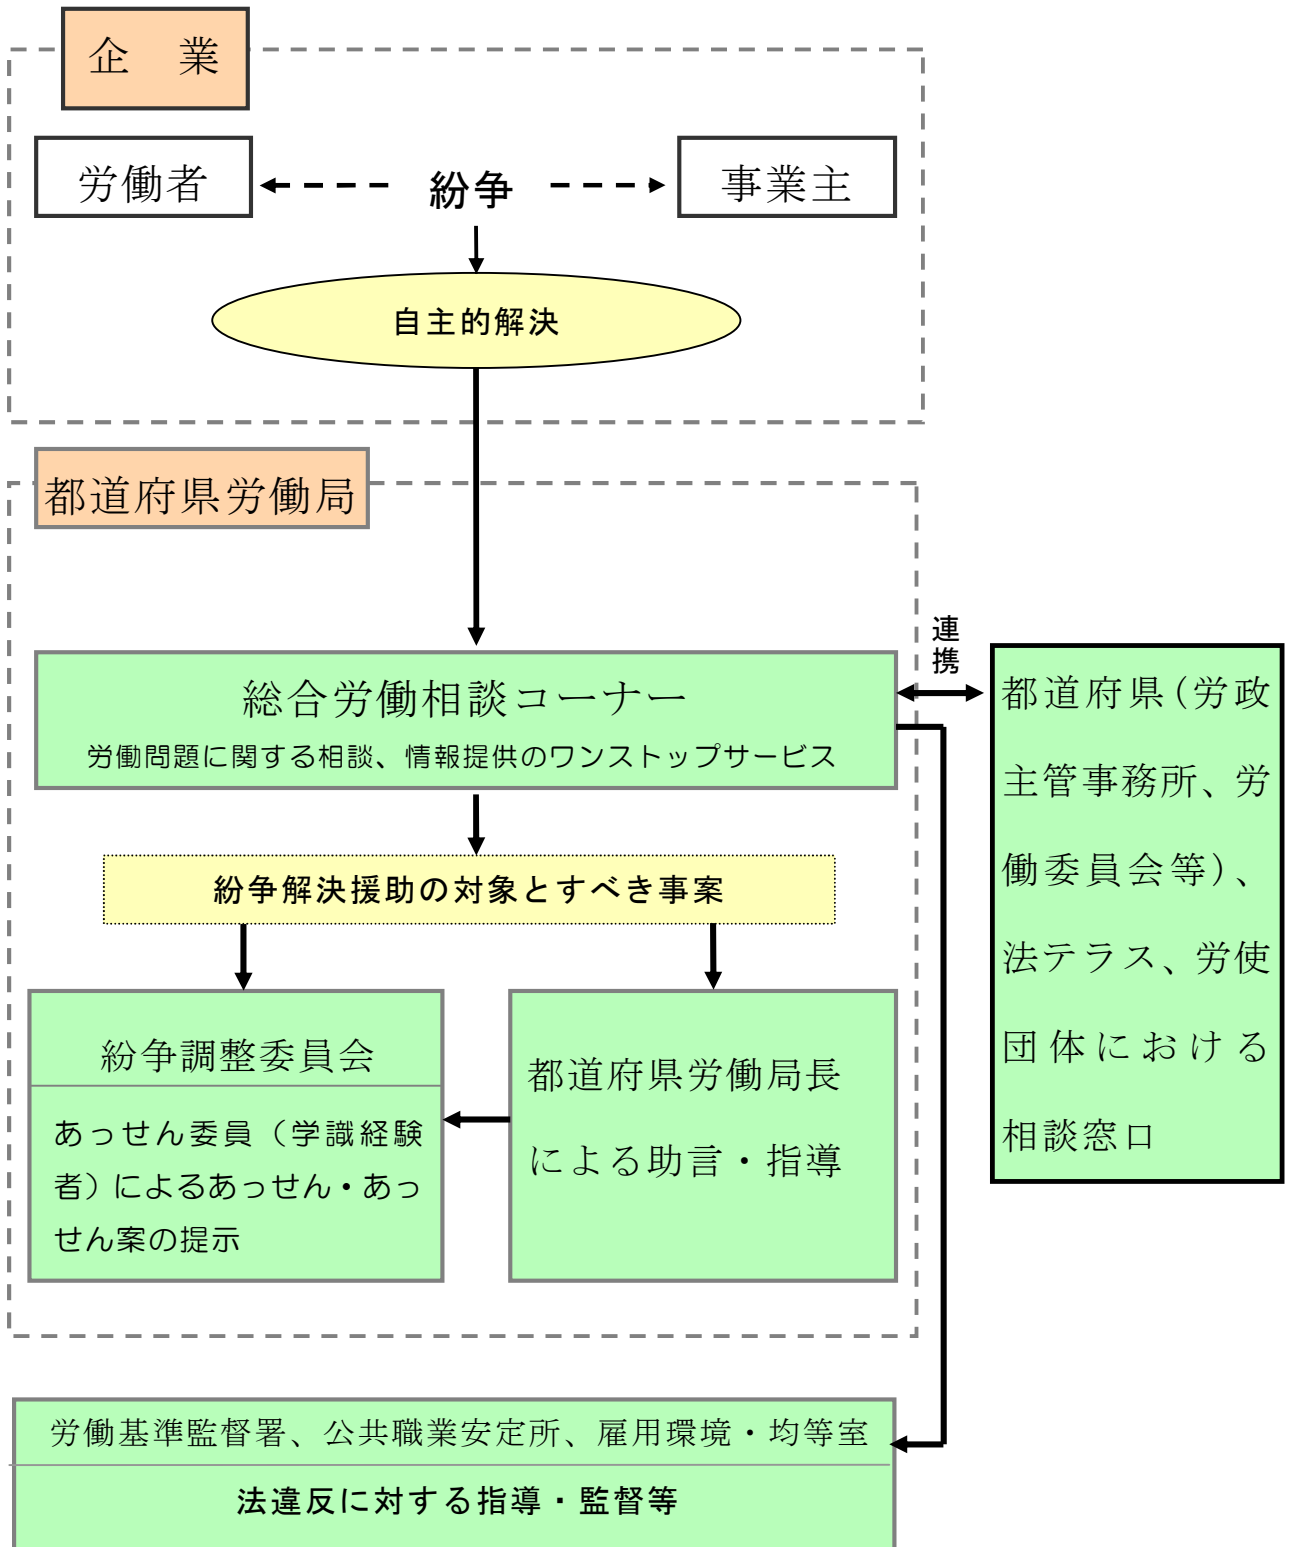 企　業
労働者
紛争
事業主
自主的解決
都道府県労働局
総合労働相談コーナー
労働問題に関する相談、情報提供のワンストップサービス
連携
都道府県(労政
主管事務所、労
働委員会等)、
法テラス、労使
団体における
相談窓口
紛争解決援助の対象とすべき事案
紛争調整委員会
あっせん委員（学識経験
者）によるあっせん・あっ
せん案の提示
都道府県労働局長
による助言・指導
労働基準監督署、公共職業安定所、雇用環境・均等室
法違反に対する指導・監督等